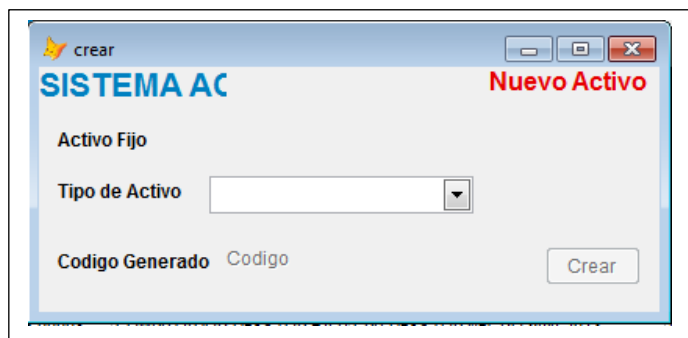 crear
SISTEMA AC
Nuevo Activo
Activo Fijo
Tipo de Activo
Codigo Generado Codigo
Crear